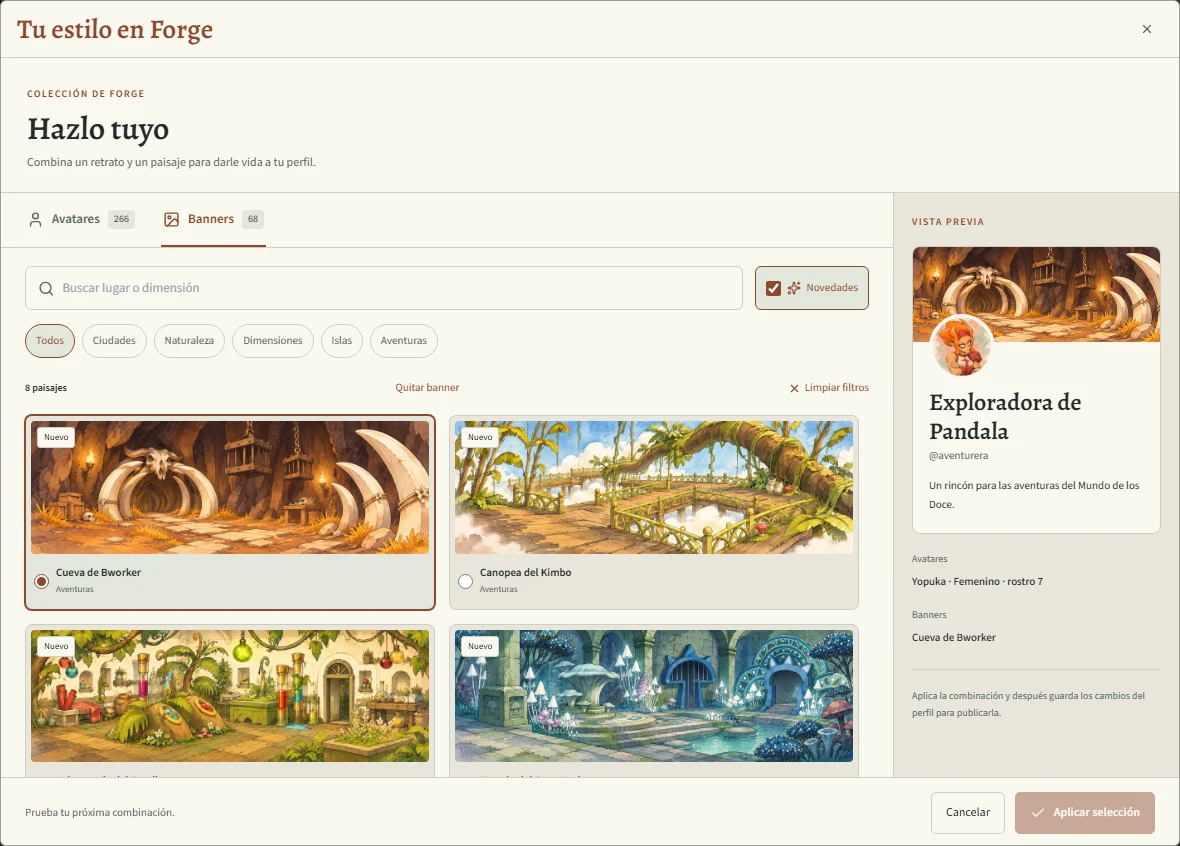 Tu estilo en Forge
COLECCIÓN DE FORGE
Hazlo tuyo
Combina un retrato y un paisaje para darle vida a tu perfil.
Avatares 266
Banners 68
Buscar lugar o dimensión
Novedades
Todos
Ciudades
Naturaleza
Dimensiones
Islas
Aventuras
8 paisajes
Quitar banner
Limpiar filtros
Nuevo
Cueva de Bworker
Aventuras
Nuevo
Canopea del Kimbo
Aventuras
Nuevo
Nuevo
VISTA PREVIA
Exploradora de
Pandala
@aventurera
Un rincón para las aventuras del Mundo de los
Doce.
Avatares
Yopuka · Femenino · rostro 7
Banners
Cueva de Bworker
Aplica la combinación y después guarda los cambios del
perfil para publicarla.
Prueba tu próxima combinación.
Cancelar
Aplicar selección